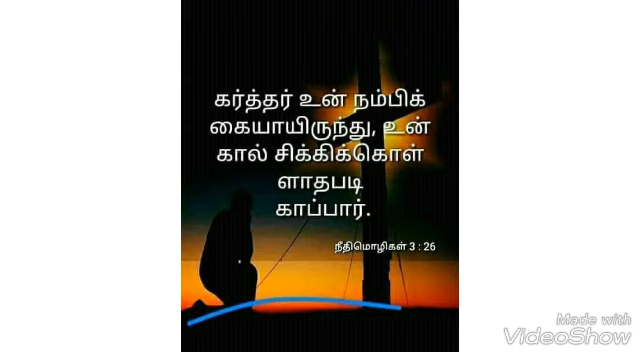 கர்த்தர் உன் நம்பிக்
கையாயிருந்து, உன்
கால் சிக்கிக்கொள்
ளாதபடி
காப்பார்.
நீதிமொழிகள் 3 : 26
Made with
VideoShow